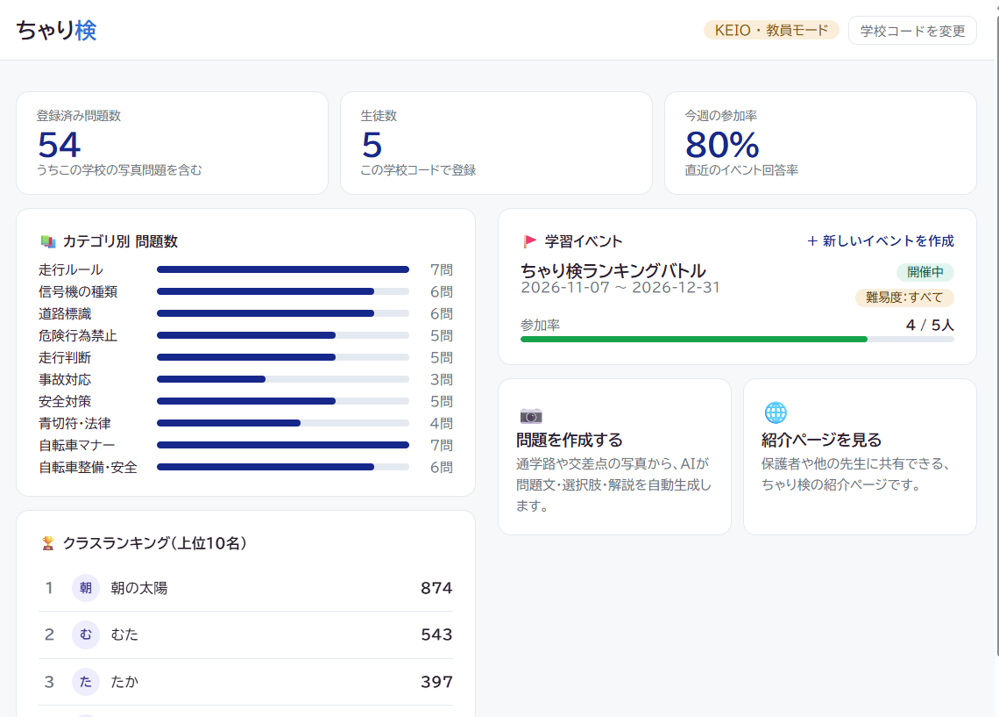 ちゃり検
KEIO・教員モード
学校コードを変更
登録済み問題数
54
うちこの学校の写真問題を含む
生徒数
5
この学校コードで登録
今週の参加率
80%
直近のイベント回答率
カテゴリ別 問題数
走行ルール 7問
信号機の種類 6問
道路標識 6問
危険行為禁止 5問
走行判断 5問
事故対応 3問
安全対策 5問
青切符・法律 4問
自転車マナー 7問
自転車整備・安全 6問
クラスランキング(上位10名)
1 朝 朝の太陽 874
2 む むた 543
3 た たか 397
学習イベント
+ 新しいイベントを作成
ちゃり検ランキングバトル
開催中
2026-11-07 〜 2026-12-31
難易度:すべて
参加率 4 / 5人
問題を作成する
通学路や交差点の写真から、AIが
問題文・選択肢・解説を自動生成し
ます。
紹介ページを見る
保護者や他の先生に共有できる、
ちゃり検の紹介ページです。